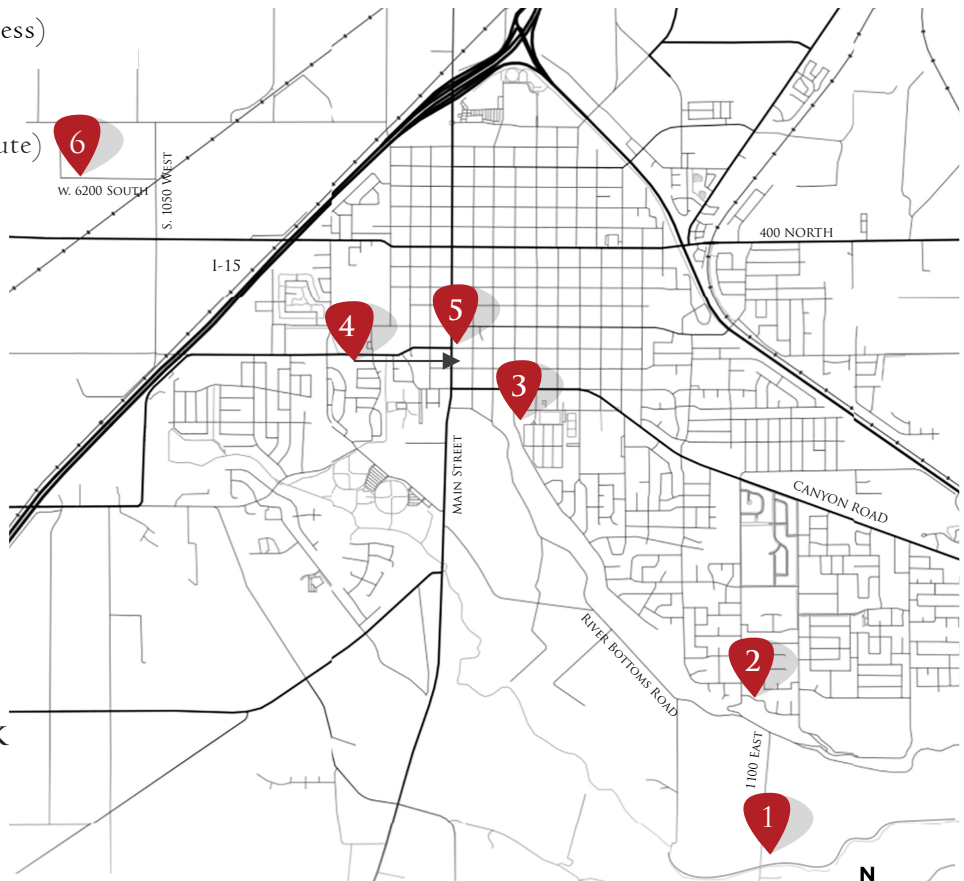 ess)
ute)
6
W. 6200 SOUTH
S. 1050 WEST
400 NORTH
I-15
5
4
3
MAIN STREET
CANYON ROAD
RIVER BOTTOMS ROAD
2
K
1100 EAST
1
N